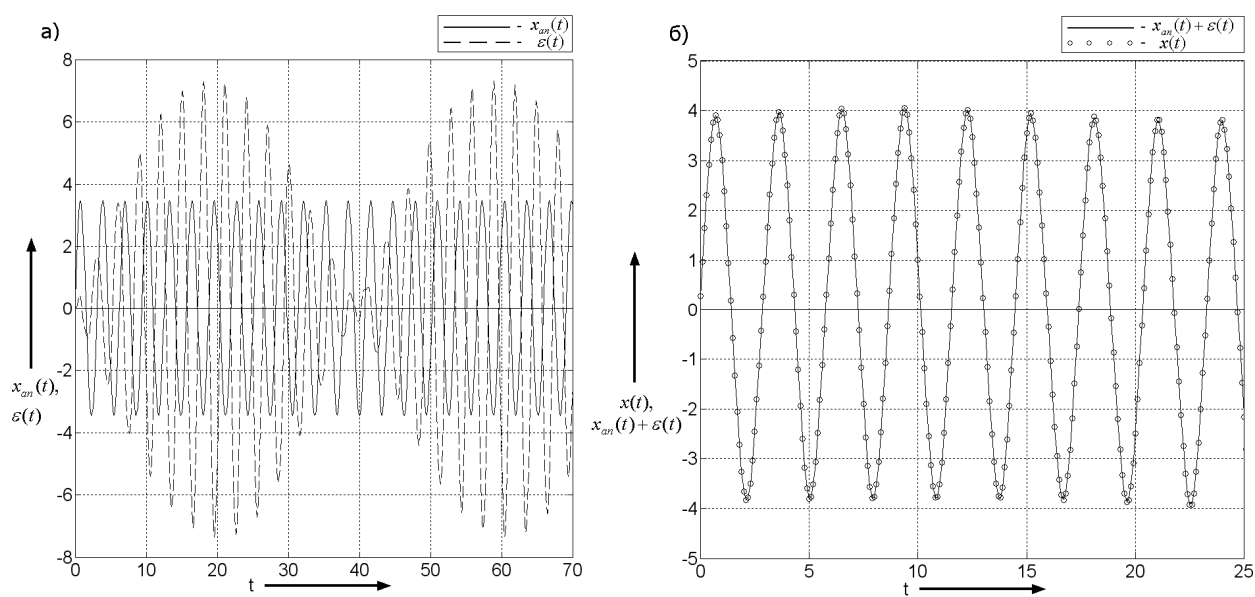 а)
- x_an(t)
- ε(t)
8
6
4
2
0
-2
-4
-6
-8
0 10 20 30 40 50 60 70
t
x_an(t),
ε(t)
б)
- x_an(t) + ε(t)
- x(t)
5
4
3
2
1
0
-1
-2
-3
-4
-5
0 5 10 15 20 25
t
x(t),
x_an(t) + ε(t)